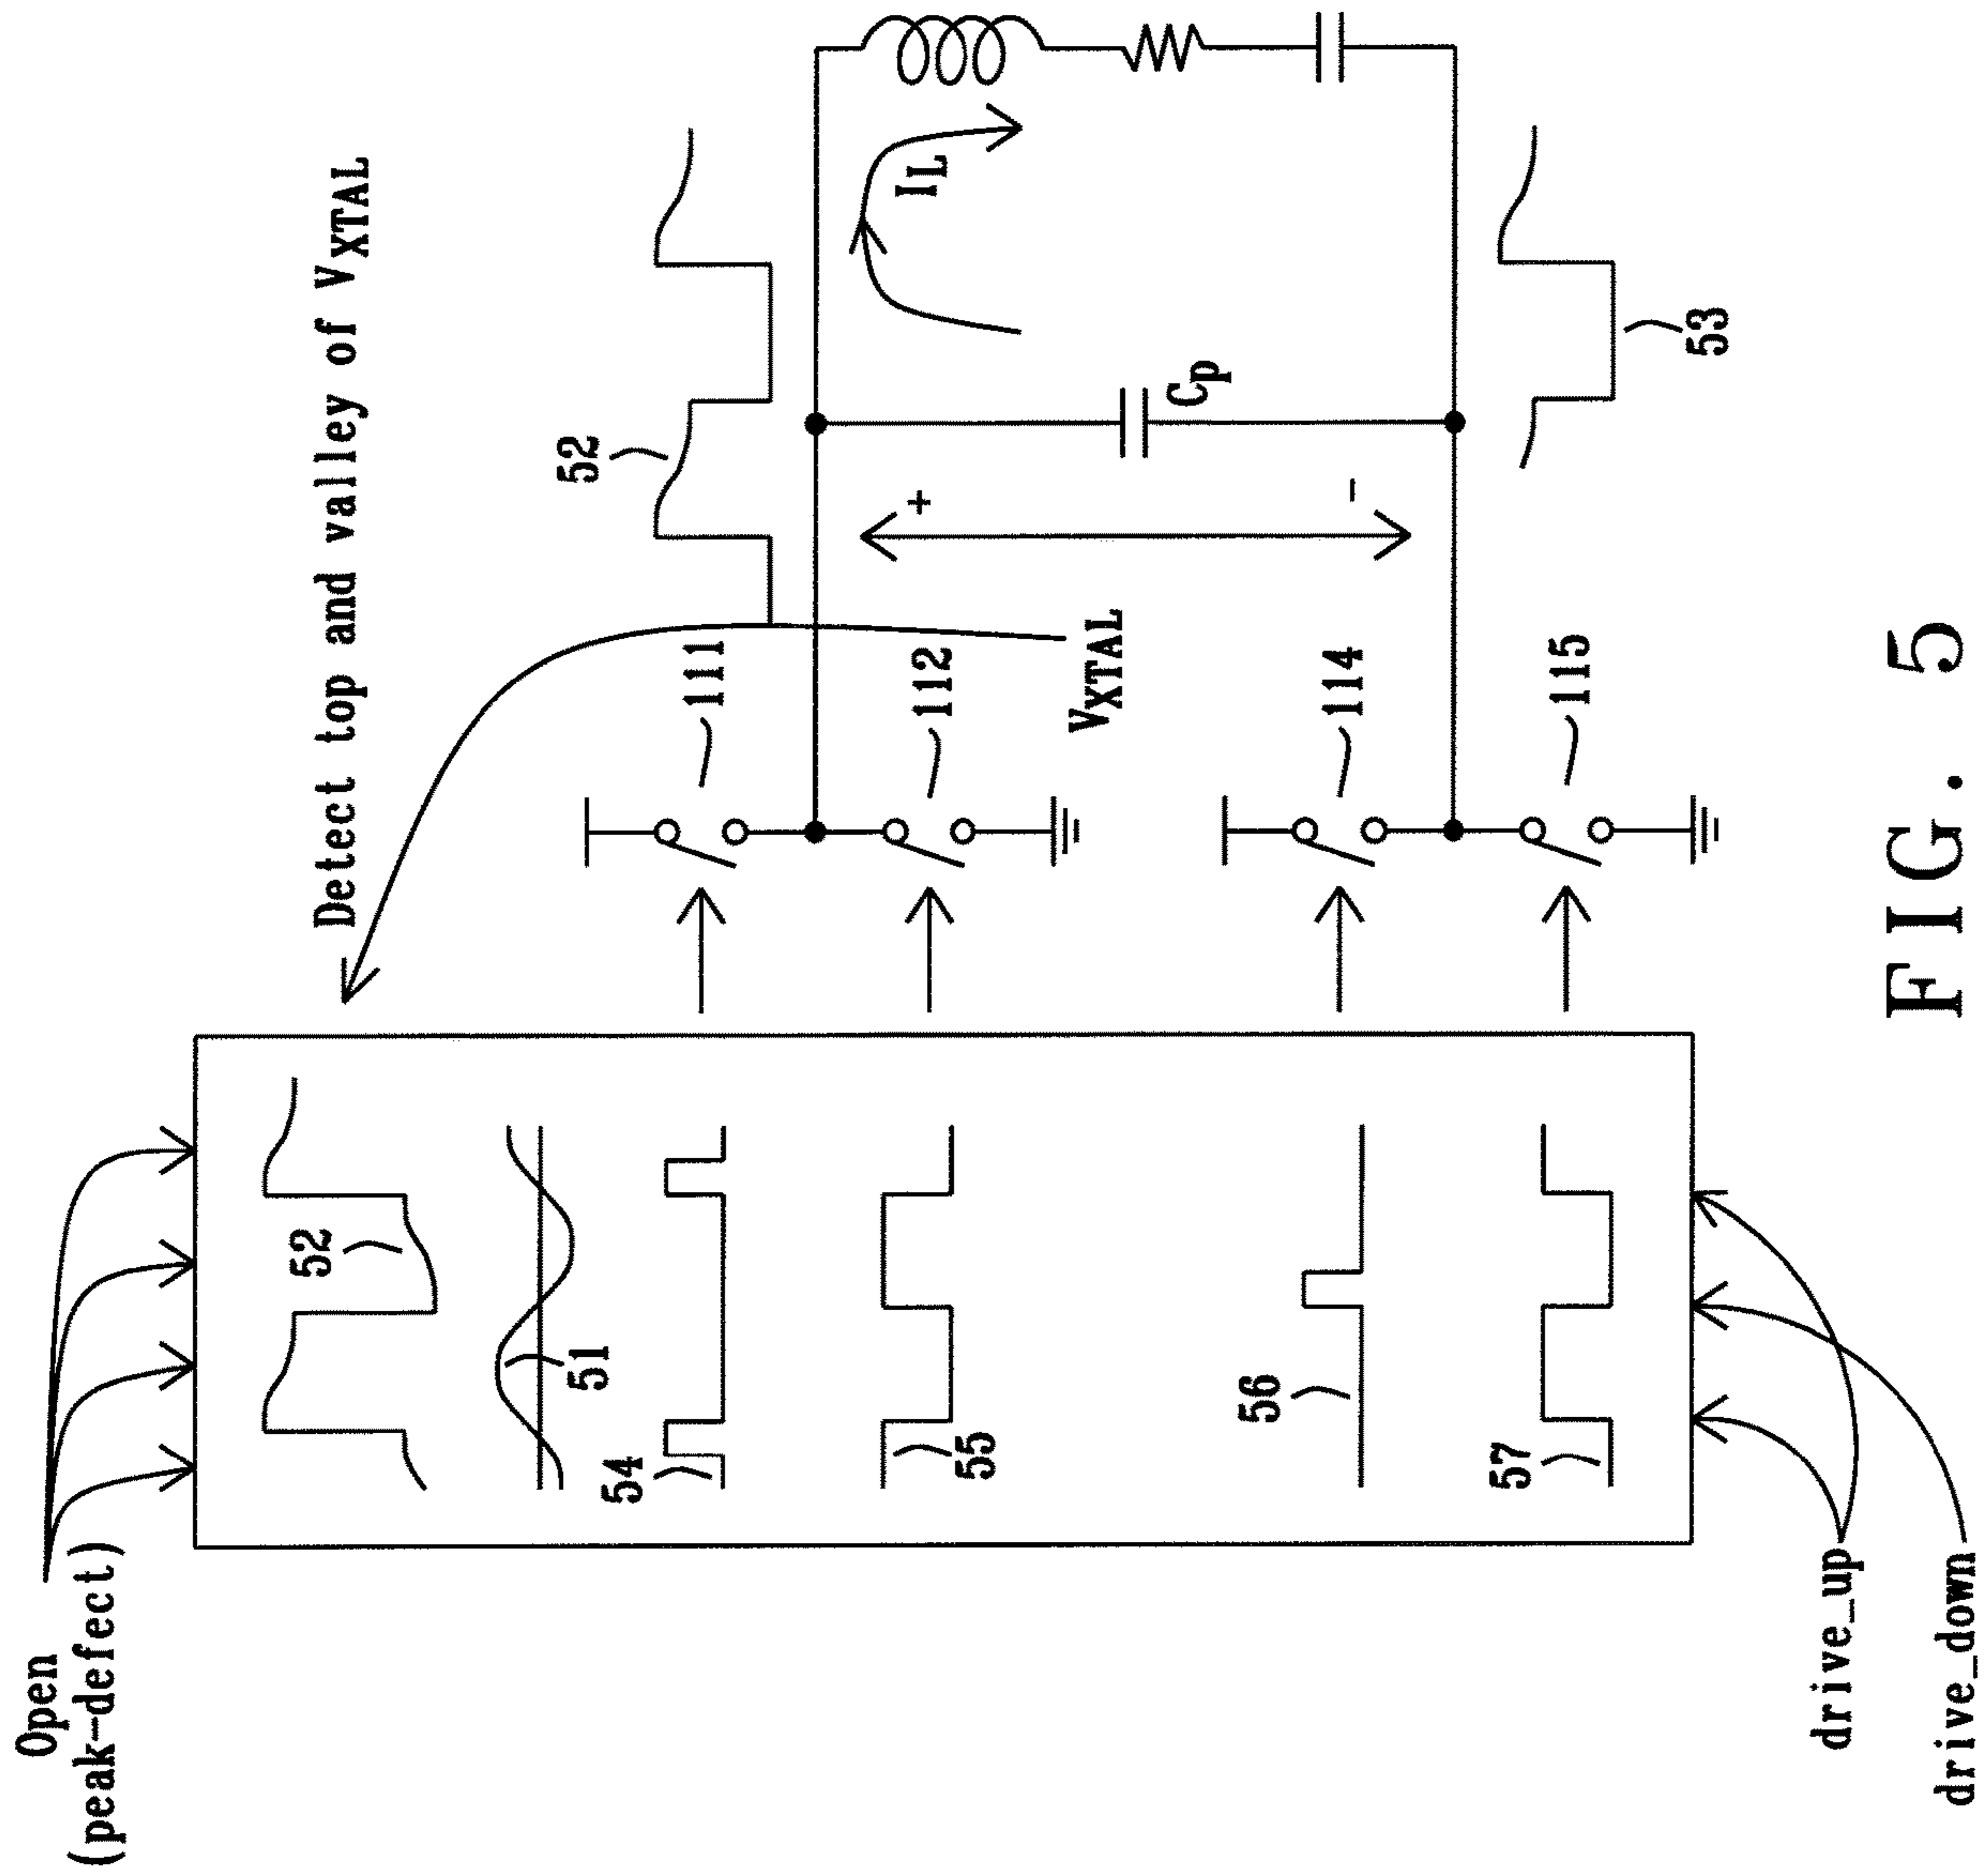 Open
(peak-defect)
Detect top and valley of VXTAL
52
51
54
55
56
57
52
111
112
VXTAL
114
115
+
-
Cp
IL
53
drive_up
drive_down
FIG. 5